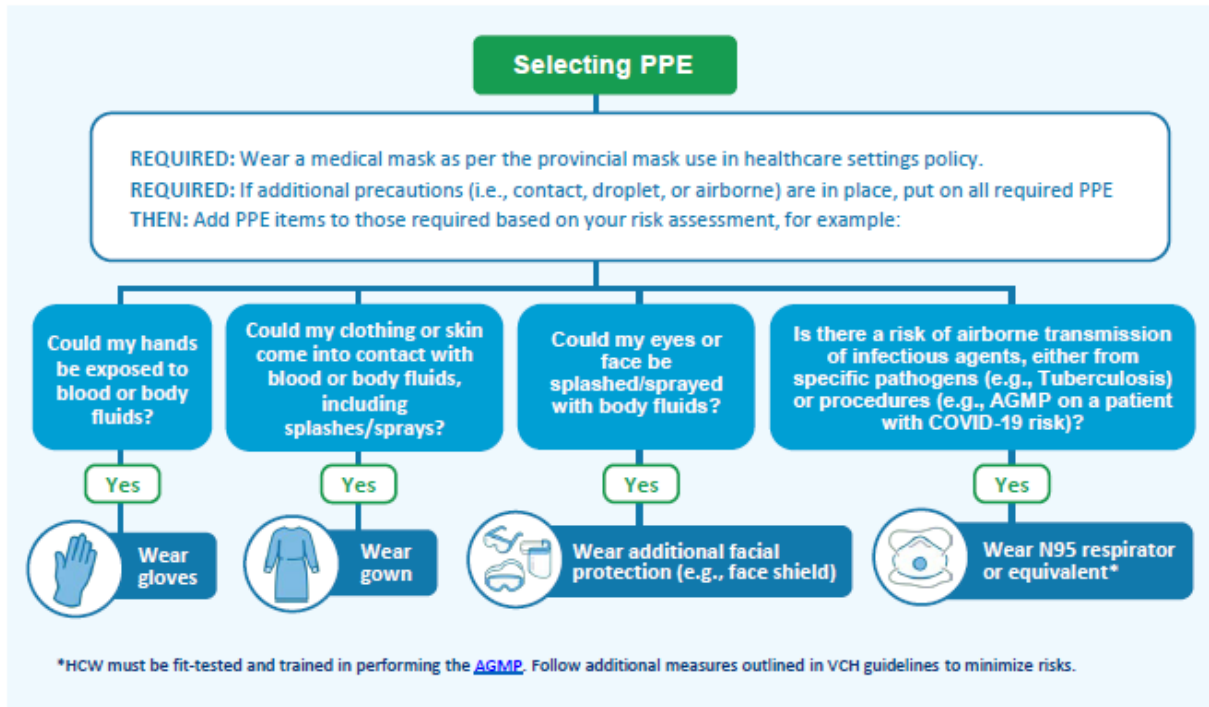 Selecting PPE
REQUIRED: Wear a medical mask as per the provincial mask use in healthcare settings policy.
REQUIRED: If additional precautions (i.e., contact, droplet, or airborne) are in place, put on all required PPE
THEN: Add PPE items to those required based on your risk assessment, for example:
Could my hands
be exposed to
blood or body
fluids?
Yes
Wear
gloves
Could my clothing or skin
come into contact with
blood or body fluids,
including
splashes/sprays?
Yes
Wear
gown
Could my eyes or
face be
splashed/sprayed
with body fluids?
Yes
Wear additional facial
protection (e.g., face shield)
Is there a risk of airborne transmission
of infectious agents, either from
specific pathogens (e.g., Tuberculosis)
or procedures (e.g., AGMP on a patient
with COVID-19 risk)?
Yes
Wear N95 respirator
or equivalent*
*HCW must be fit-tested and trained in performing the AGMP. Follow additional measures outlined in VCH guidelines to minimize risks.